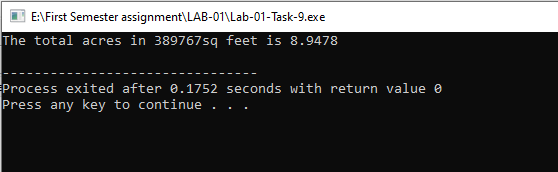 E:\First Semester assignment\LAB-01\Lab-01-Task-9.exe
The total acres in 389767sq feet is 8.9478
--------------------------------
Process exited after 0.1752 seconds with return value 0
Press any key to continue . . .